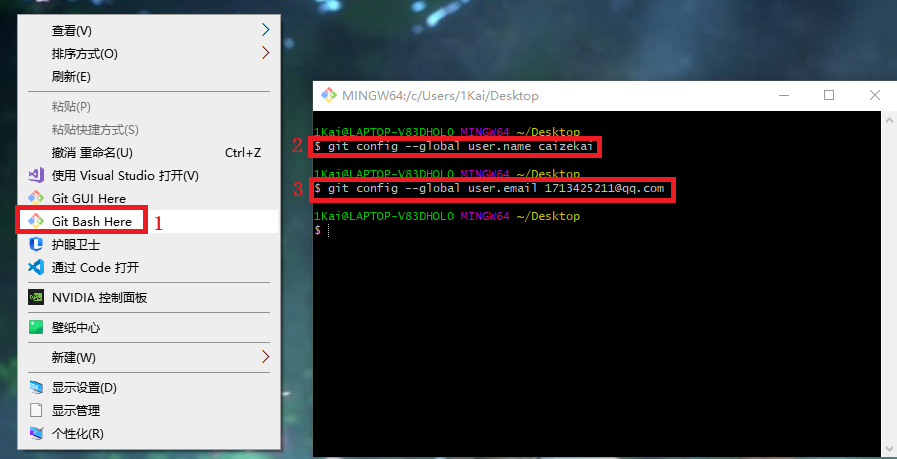 查看(V)
排序方式(O)
刷新(E)
粘贴(P)
粘贴快捷方式(S)
撤消 重命名(U) Ctrl+Z
使用 Visual Studio 打开(V)
Git GUI Here
Git Bash Here 1
护眼卫士
通过 Code 打开
NVIDIA 控制面板
壁纸中心
新建(W)
显示设置(D)
显示管理
个性化(R)
MINGW64:/c/Users/1Kai/Desktop
1Kai@LAPTOP-V83DHOLO MINGW64 ~/Desktop
2 $ git config --global user.name caizekai
1Kai@LAPTOP-V83DHOLO MINGW64 ~/Desktop
3 $ git config --global user.email 1713425211@qq.com
1Kai@LAPTOP-V83DHOLO MINGW64 ~/Desktop
$